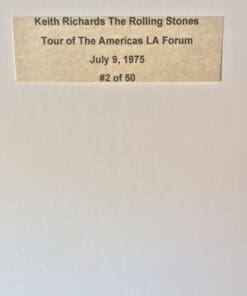 Keith Richards The Rolling Stones
Tour of The Americas LA Forum
July 9, 1975
#2 of 50